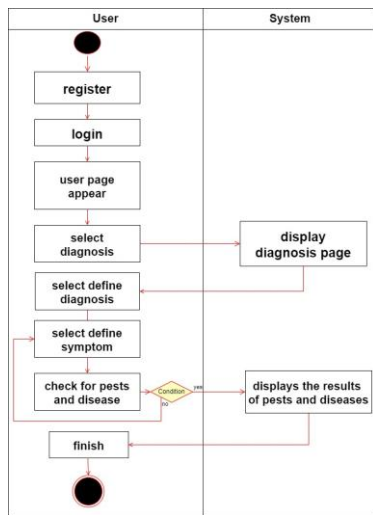 User
System
register
login
user page
appear
select
diagnosis
display
diagnosis page
select define
diagnosis
select define
symptom
check for pests
and disease
Condition
yes
no
displays the results
of pests and diseases
finish